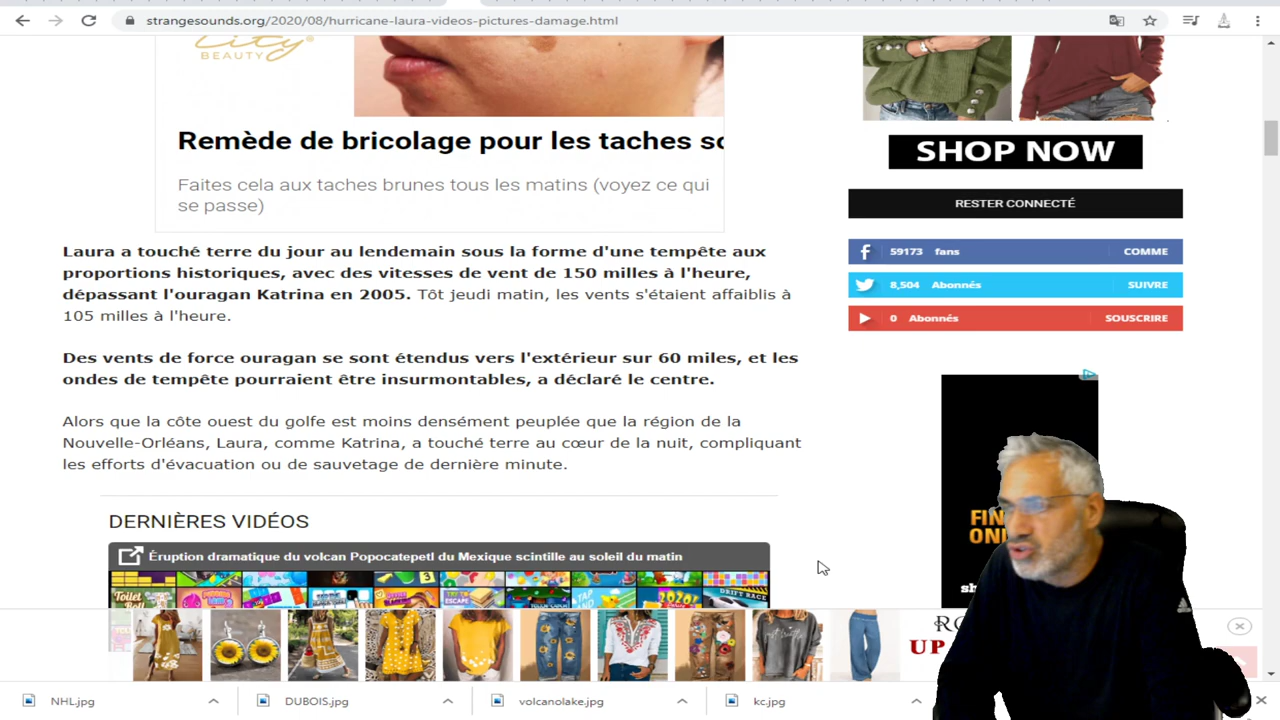 strangesounds.org/2020/08/hurricane-laura-videos-pictures-damage.html
City
BEAUTY
Remède de bricolage pour les taches
Faites cela aux taches brunes tous les matins (voyez ce qui
se passe)
SHOP NOW
RESTER CONNECTÉ
59173 fans COMME
8,504 Abonnés SUIVRE
0 Abonnés SOUSCRIRE
Laura a touché terre du jour au lendemain sous la forme d'une tempête aux
proportions historiques, avec des vitesses de vent de 150 milles à l'heure,
dépassant l'ouragan Katrina en 2005. Tôt jeudi matin, les vents s'étaient affaiblis à
105 milles à l'heure.
Des vents de force ouragan se sont étendus vers l'extérieur sur 60 miles, et les
ondes de tempête pourraient être insurmontables, a déclaré le centre.
Alors que la côte ouest du golfe est moins densément peuplée que la région de la
Nouvelle-Orléans, Laura, comme Katrina, a touché terre au cœur de la nuit, compliquant
les efforts d'évacuation ou de sauvetage de dernière minute.
DERNIÈRES VIDÉOS
Éruption dramatique du volcan Popocatepetl du Mexique scintille au soleil du matin
Toilet
DRIFT RACE
FIN
ON
UP
NHL.jpg
DUBOIS.jpg
volcanolake.jpg
kc.jpg